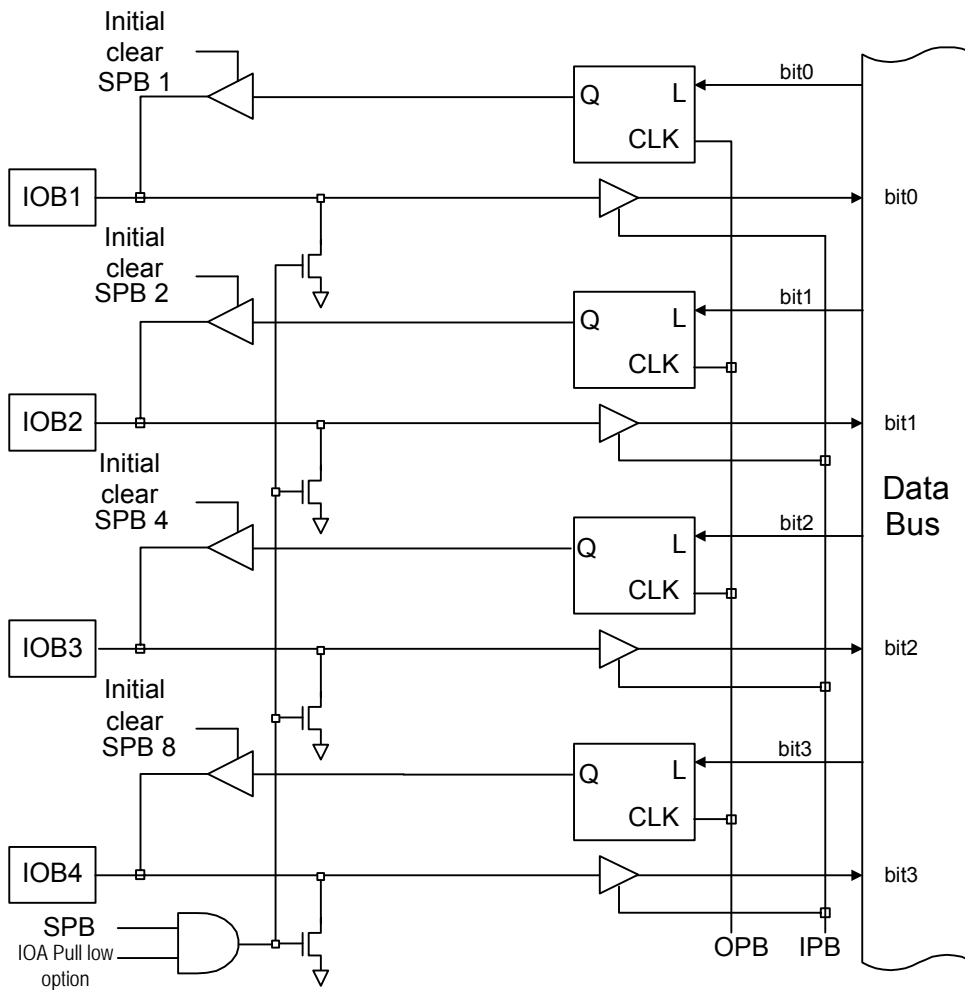 Initial
clear
SPB 1
Q
L
CLK
bit0
IOB1
bit0
Initial
clear
SPB 2
Q
L
CLK
bit1
IOB2
bit1
Initial
clear
SPB 4
Q
L
CLK
bit2
Data
Bus
IOB3
bit2
Initial
clear
SPB 8
Q
L
CLK
bit3
IOB4
bit3
SPB
IOA Pull low
option
OPB
IPB